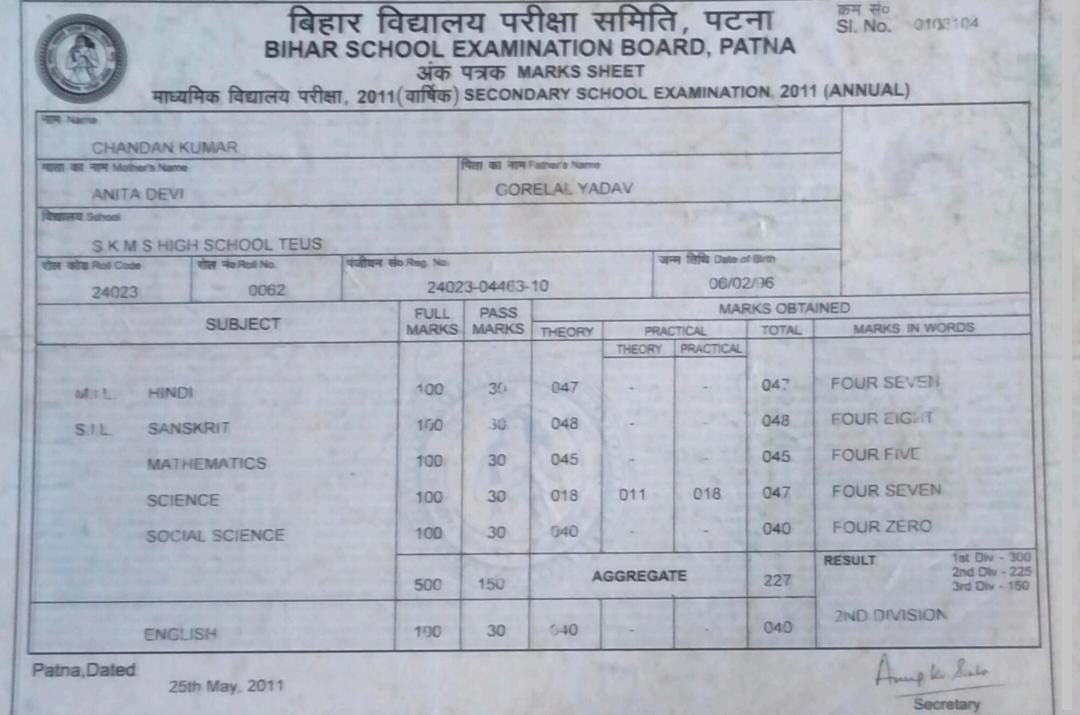 बिहार विद्यालय परीक्षा समिति, पटना
क्रम सं०
Sl. No. 0103104
BIHAR SCHOOL EXAMINATION BOARD, PATNA
अंक पत्रक MARKS SHEET
माध्यमिक विद्यालय परीक्षा, 2011(वार्षिक) SECONDARY SCHOOL EXAMINATION, 2011 (ANNUAL)
नाम Name
CHANDAN KUMAR
माता का नाम Mother's Name पिता का नाम Father's Name
ANITA DEVI GORELAL YADAV
विद्यालय School
S K M S HIGH SCHOOL TEUS
रोल कोड Roll Code रोल नं० Roll No. पंजीयन सं० Reg. No. जन्म तिथि Date of Birth
24023 0062 24023-04463-10 06/02/96
SUBJECT FULL MARKS PASS MARKS MARKS OBTAINED
THEORY PRACTICAL TOTAL MARKS IN WORDS
THEORY PRACTICAL
M.I.L. HINDI 100 30 047 - - 047 FOUR SEVEN
S.I.L. SANSKRIT 100 30 048 - - 048 FOUR EIGHT
MATHEMATICS 100 30 045 - - 045 FOUR FIVE
SCIENCE 100 30 018 011 018 047 FOUR SEVEN
SOCIAL SCIENCE 100 30 040 - - 040 FOUR ZERO
500 150 AGGREGATE 227 RESULT 1st Div - 300
2nd Div - 225
3rd Div - 150
2ND DIVISION
ENGLISH 100 30 040 - - 040
Patna,Dated
25th May, 2011
Secretary